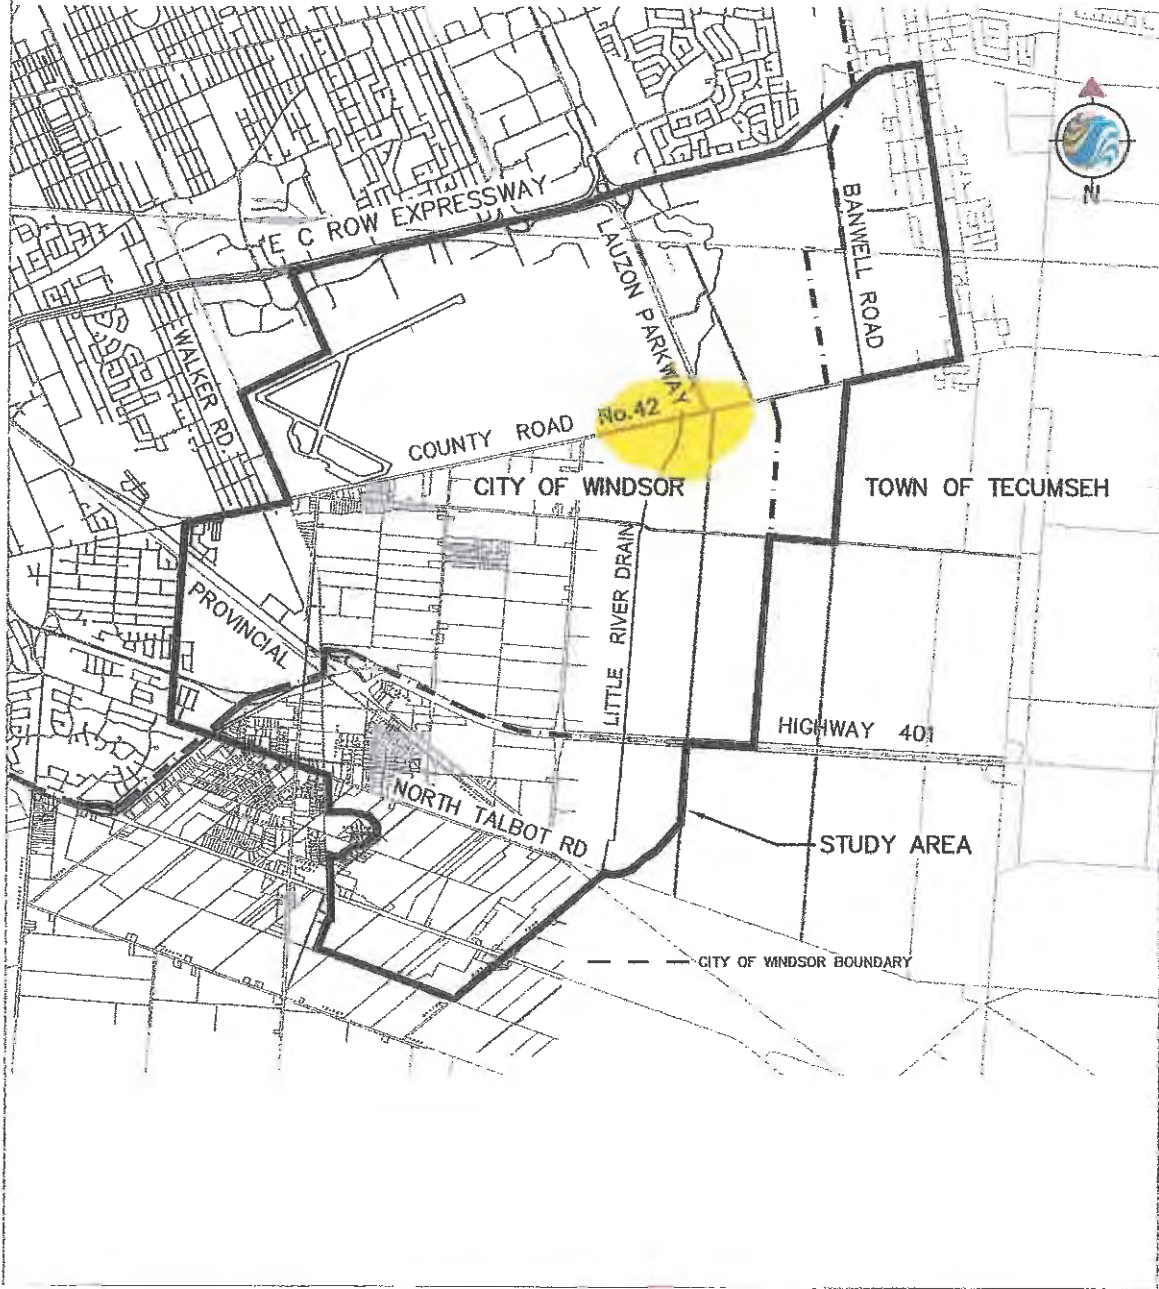 E C ROW EXPRESSWAY
BANWELL ROAD
N
LAUZON PARKWAY
WALKER RD.
No.42
COUNTY ROAD
CITY OF WINDSOR
TOWN OF TECUMSEH
LITTLE RIVER DRAIN
PROVINCIAL
HIGHWAY 401
NORTH TALBOT RD
STUDY AREA
CITY OF WINDSOR BOUNDARY